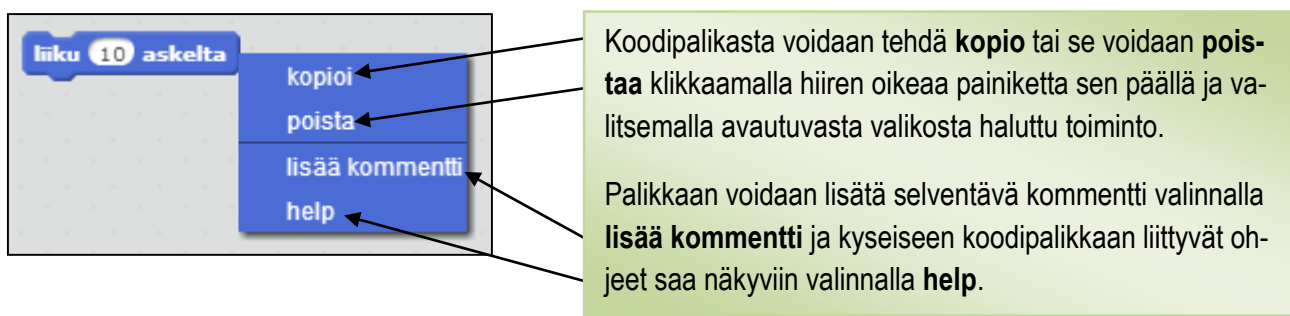 liiku 10 askelta
kopioi
poista
lisää kommentti
help
Koodipalikasta voidaan tehdä kopio tai se voidaan pois-
taa klikkaamalla hiiren oikeaa painiketta sen päällä ja va-
litsemalla avautuvasta valikosta haluttu toiminto.
Palikkaan voidaan lisätä selventävä kommentti valinnalla
lisää kommentti ja kyseiseen koodipalikkaan liittyvät oh-
jeet saa näkyviin valinnalla help.